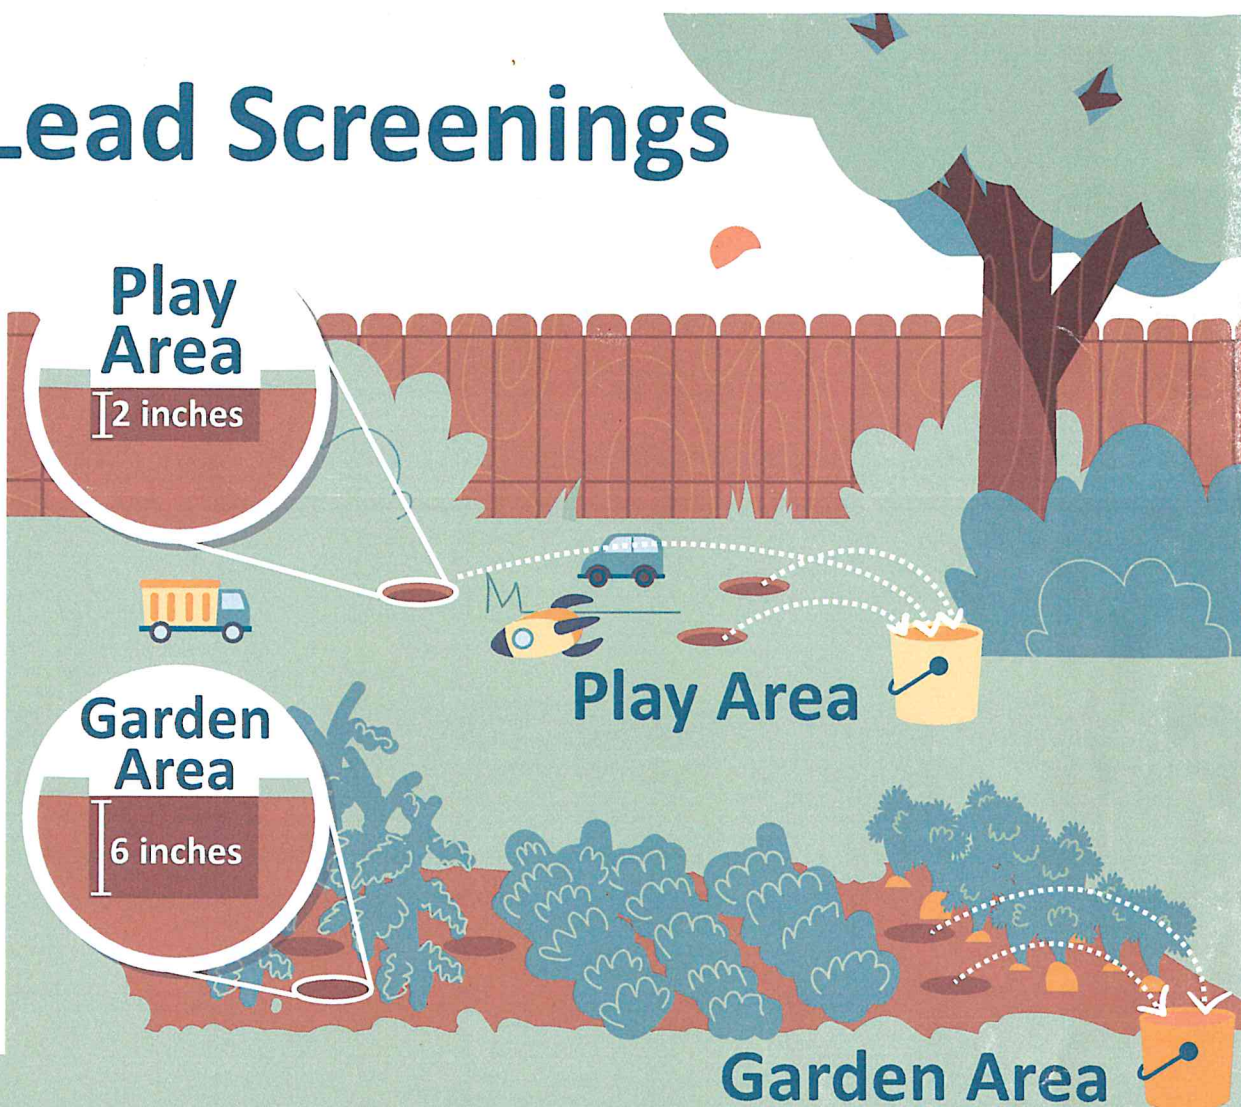 Lead Screenings
Play
Area
2 inches
Play Area
Garden
Area
6 inches
Garden Area